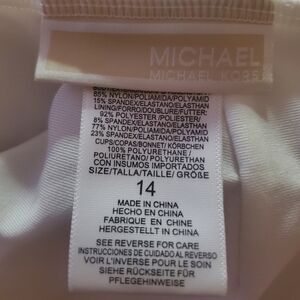 MICHAEL
MICHAEL KORS
85% NYLON/POLIAMIDA/POLYAMID
15% SPANDEX/ELASTANO/ELASTHAN
LINING/FORRO/DOUBLURE/FUTTER:
92% POLYESTER/POLIESTER/
8% SPANDEX/ELASTANO/ELASTHAN
77% NYLON/POLIAMIDA/POLYAMID
23% SPANDEX/ELASTANO/ELASTHAN
CUPS/COPAS/BONNET/ KÖRBCHEN
100% POLYURETHANE/
POLIURETANO/ POLYURETHAN
CON INSUMOS IMPORTADOS
SIZE/TALLA/TAILLE/ GRÖßE
14
MADE IN CHINA
HECHO EN CHINA
FABRIQUE EN CHINE
HERGESTELLT IN CHINA
SEE REVERSE FOR CARE
INSTRUCCIONES DE CUIDADO AL REVERSO
VOIR L'INVERSE POUR LE SIGNE
SIEHE RÜCKSEITE FÜR
PFLEGEHINWEISE